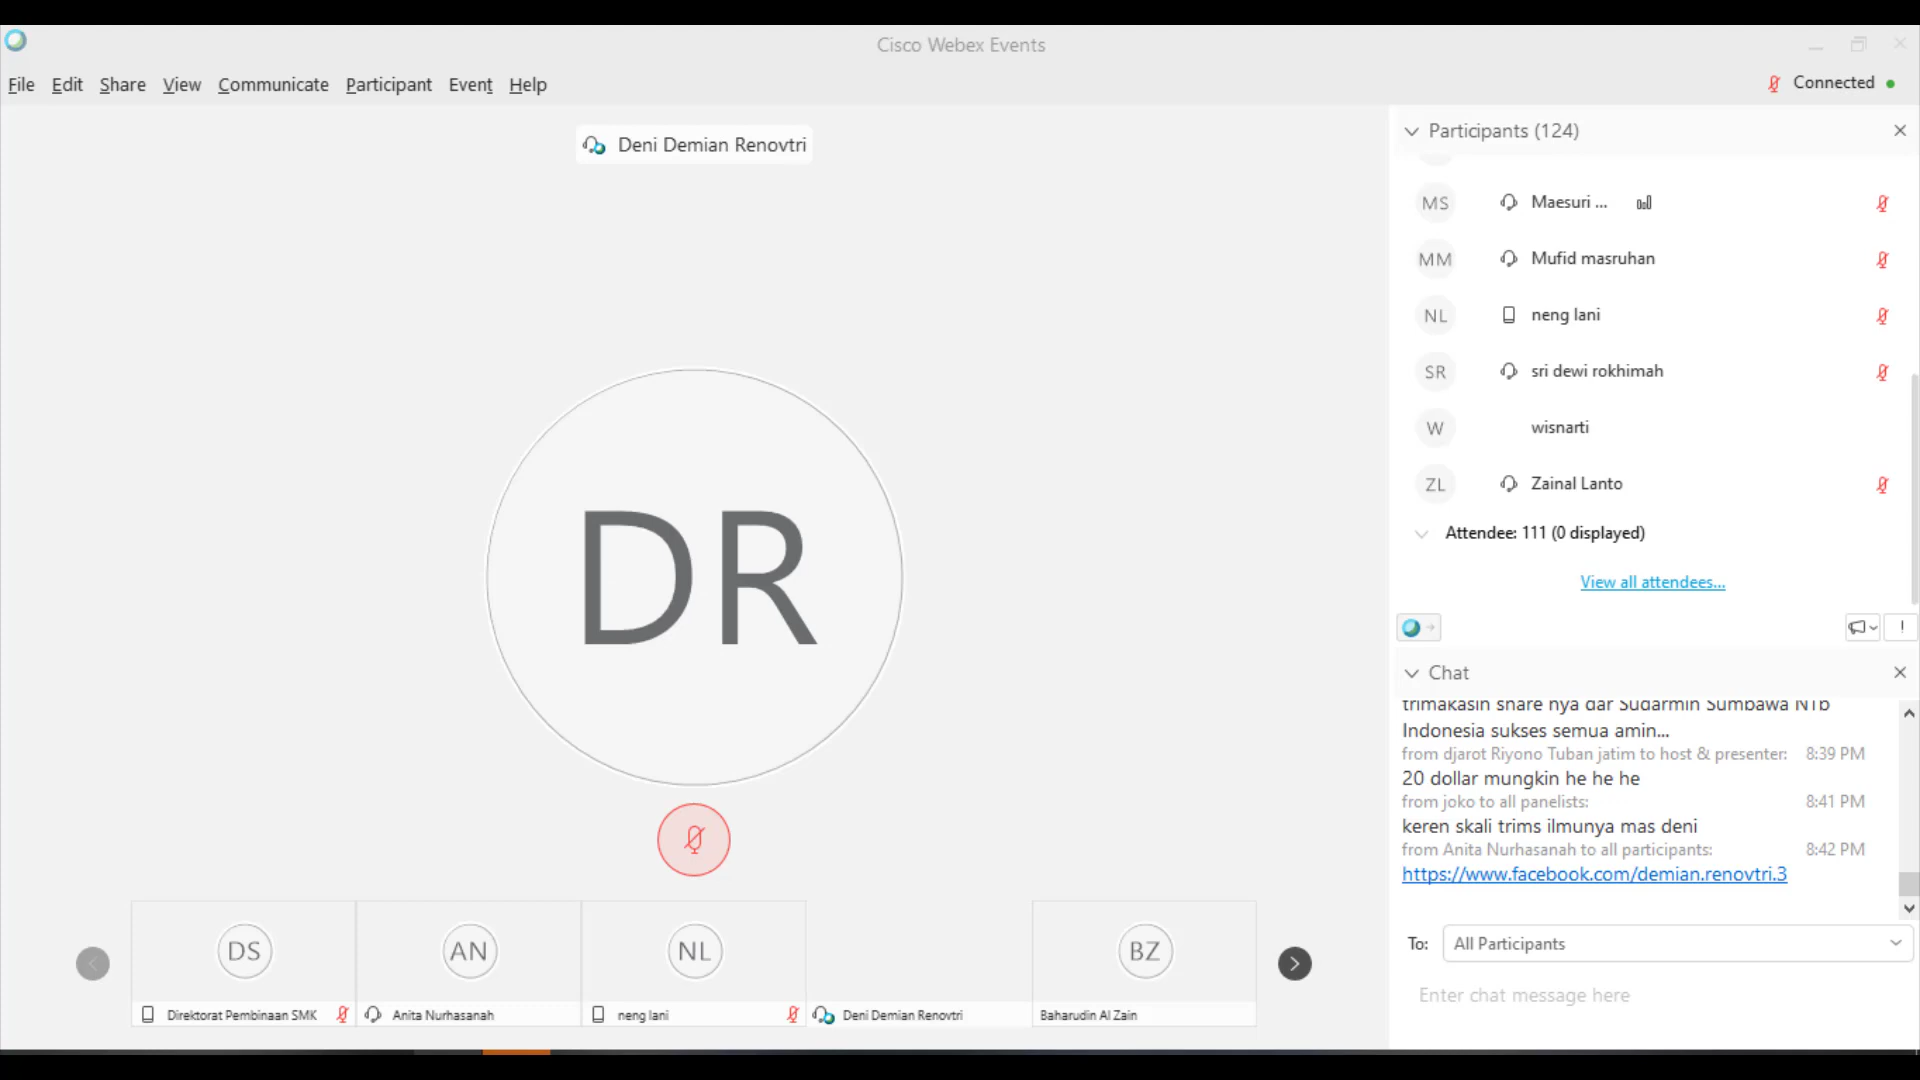 Cisco Webex Events
File Edit Share View Communicate Participant Event Help
Connected
Deni Demian Renovtri
Participants (124)
MS Maesuri ...
MM Mufid masruhan
NL neng lani
SR sri dewi rokhimah
W wisnarti
ZL Zainal Lanto
Attendee: 111 (0 displayed)
View all attendees...
DR
Chat
trimakasih share nya dar Sudarmin Sumbawa NTb
Indonesia sukses semua amin...
from djarot Riyono Tuban jatim to host & presenter: 8:39 PM
20 dollar mungkin he he he
from joko to all panelists: 8:41 PM
keren skali trims ilmunya mas deni
from Anita Nurhasanah to all participants: 8:42 PM
https://www.facebook.com/demian.renovtri.3
To: All Participants
Enter chat message here
DS AN NL BZ
Direktorat Pembinaan SMK Anita Nurhasanah neng lani Deni Demian Renovtri Baharudin Al Zain